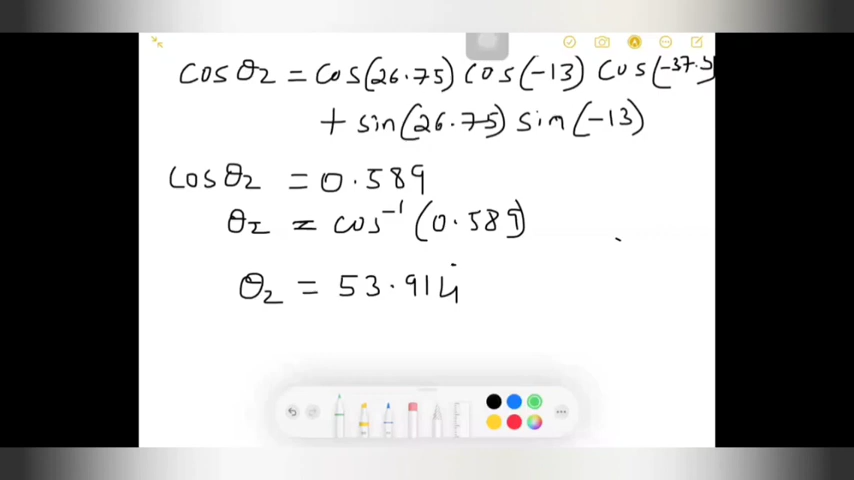 cos θ2 = cos(26.75) cos(-13) cos(-37.5)
+ sin(26.75) sin(-13)
cos θ2 = 0.589
θz = cos⁻¹(0.589)
θ2 = 53.914